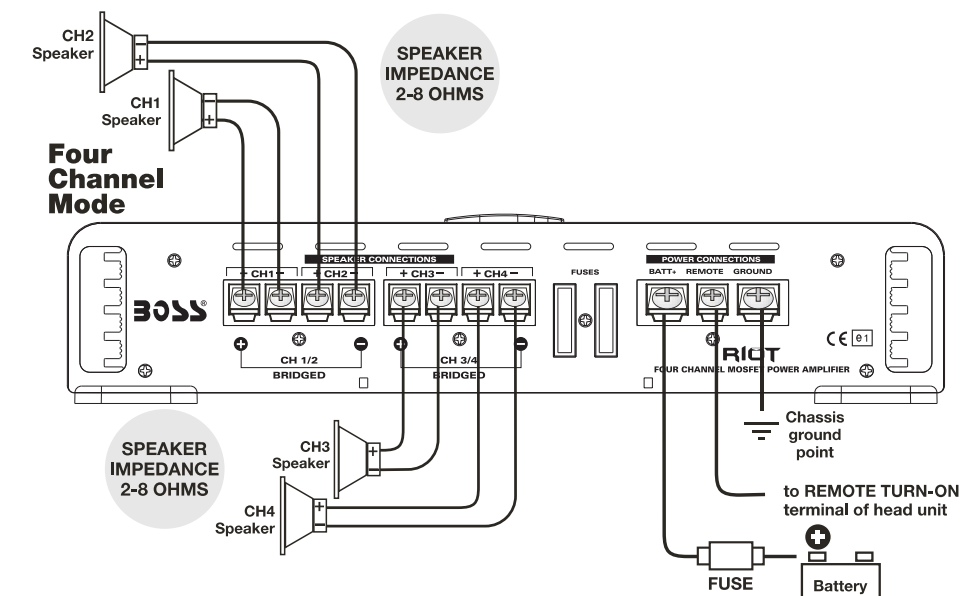 CH2
Speaker
CH1
Speaker
SPEAKER
IMPEDANCE
2-8 OHMS
Four
Channel
Mode
SPEAKER CONNECTIONS
+ CH1 −
+ CH2 −
+ CH3 −
+ CH4 −
FUSES
POWER CONNECTIONS
BATT+ REMOTE GROUND
BOSS®
+ −
CH 1/2
BRIDGED
+ −
CH 3/4
BRIDGED
RIOT
FOUR CHANNEL MOSFET POWER AMPLIFIER
CE e1
SPEAKER
IMPEDANCE
2-8 OHMS
CH3
Speaker
CH4
Speaker
Chassis
ground
point
to REMOTE TURN-ON
terminal of head unit
FUSE
+
Battery